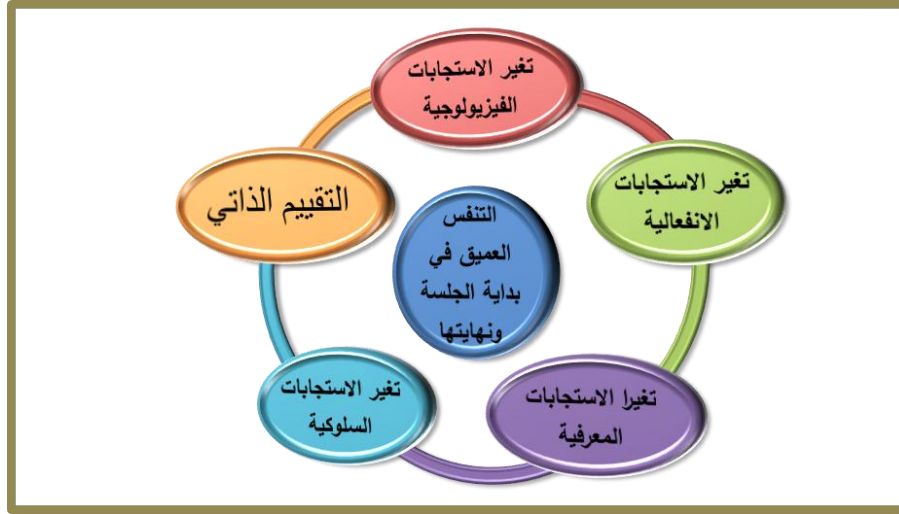 تغير الاستجابات
الفيزيولوجية
تغير الاستجابات
الانفعالية
تغيرا الاستجابات
المعرفية
تغير الاستجابات
السلوكية
التقييم الذاتي
التنفس
العميق في
بداية الجلسة
ونهايتها